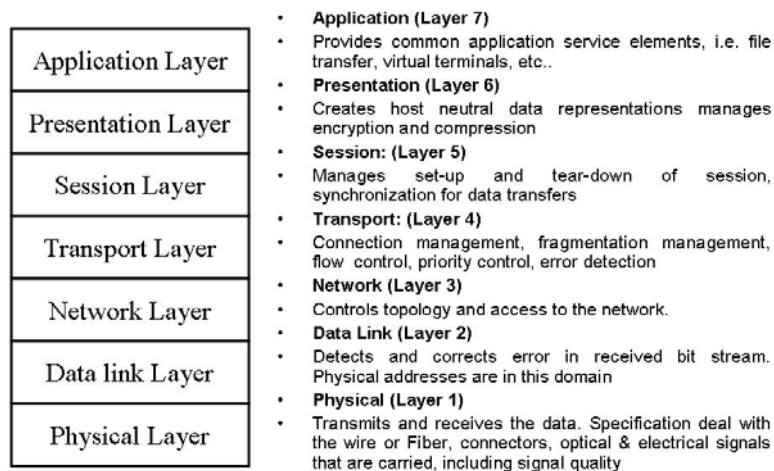 Application Layer
Presentation Layer
Session Layer
Transport Layer
Network Layer
Data link Layer
Physical Layer
• Application (Layer 7)
• Provides common application service elements, i.e. file
transfer, virtual terminals, etc..
• Presentation (Layer 6)
• Creates host neutral data representations manages
encryption and compression
• Session: (Layer 5)
• Manages set-up and tear-down of session,
synchronization for data transfers
• Transport: (Layer 4)
• Connection management, fragmentation management,
flow control, priority control, error detection
• Network (Layer 3)
• Controls topology and access to the network.
• Data Link (Layer 2)
• Detects and corrects error in received bit stream.
Physical addresses are in this domain
• Physical (Layer 1)
• Transmits and receives the data. Specification deal with
the wire or Fiber, connectors, optical & electrical signals
that are carried, including signal quality